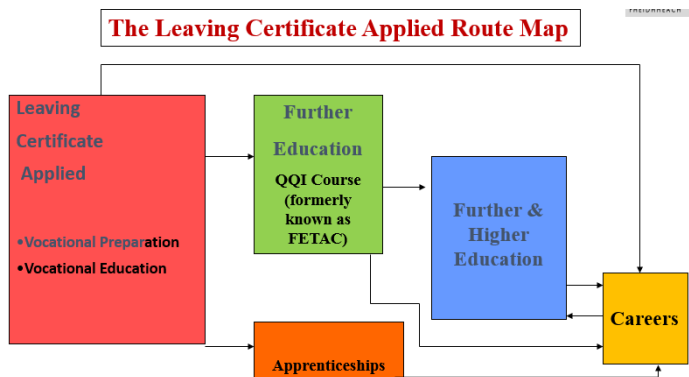 The Leaving Certificate Applied Route Map
Leaving
Certificate
Applied
•Vocational Preparation
•Vocational Education
Further
Education
QQI Course
(formerly
known as
FETAC)
Further &
Higher
Education
Careers
Apprenticeships